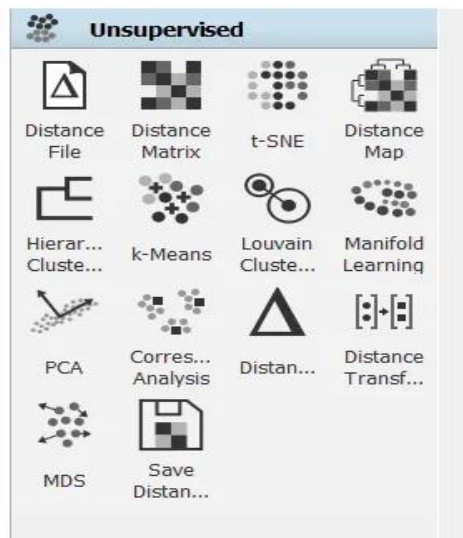 Unsupervised
Distance
File
Distance
Matrix
t-SNE
Distance
Map
Hierar...
Cluste...
k-Means
Louvain
Cluste...
Manifold
Learning
PCA
Corres...
Analysis
Distan...
Distance
Transf...
MDS
Save
Distan...